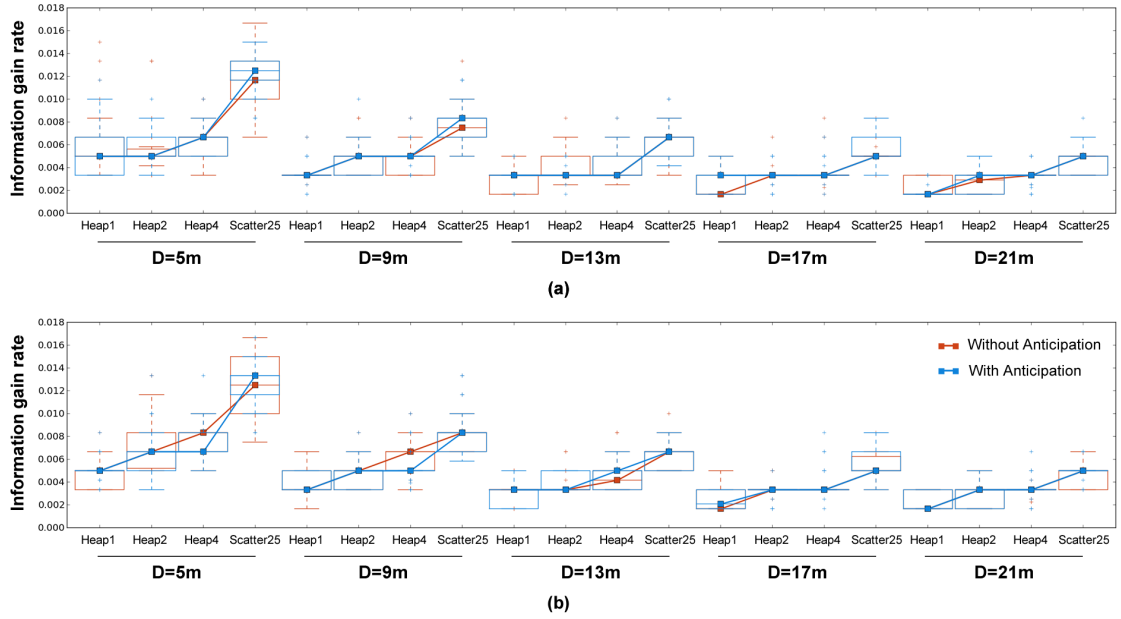 0.018
0.016
0.014
0.012
0.010
0.008
0.006
0.004
0.002
0.000
Information gain rate
Heap1 Heap2 Heap4 Scatter25 Heap1 Heap2 Heap4 Scatter25 Heap1 Heap2 Heap4 Scatter25 Heap1 Heap2 Heap4 Scatter25 Heap1 Heap2 Heap4 Scatter25
D=5m D=9m D=13m D=17m D=21m
(a)
0.018
0.016
0.014
0.012
0.010
0.008
0.006
0.004
0.002
0.000
Information gain rate
Without Anticipation
With Anticipation
Heap1 Heap2 Heap4 Scatter25 Heap1 Heap2 Heap4 Scatter25 Heap1 Heap2 Heap4 Scatter25 Heap1 Heap2 Heap4 Scatter25 Heap1 Heap2 Heap4 Scatter25
D=5m D=9m D=13m D=17m D=21m
(b)